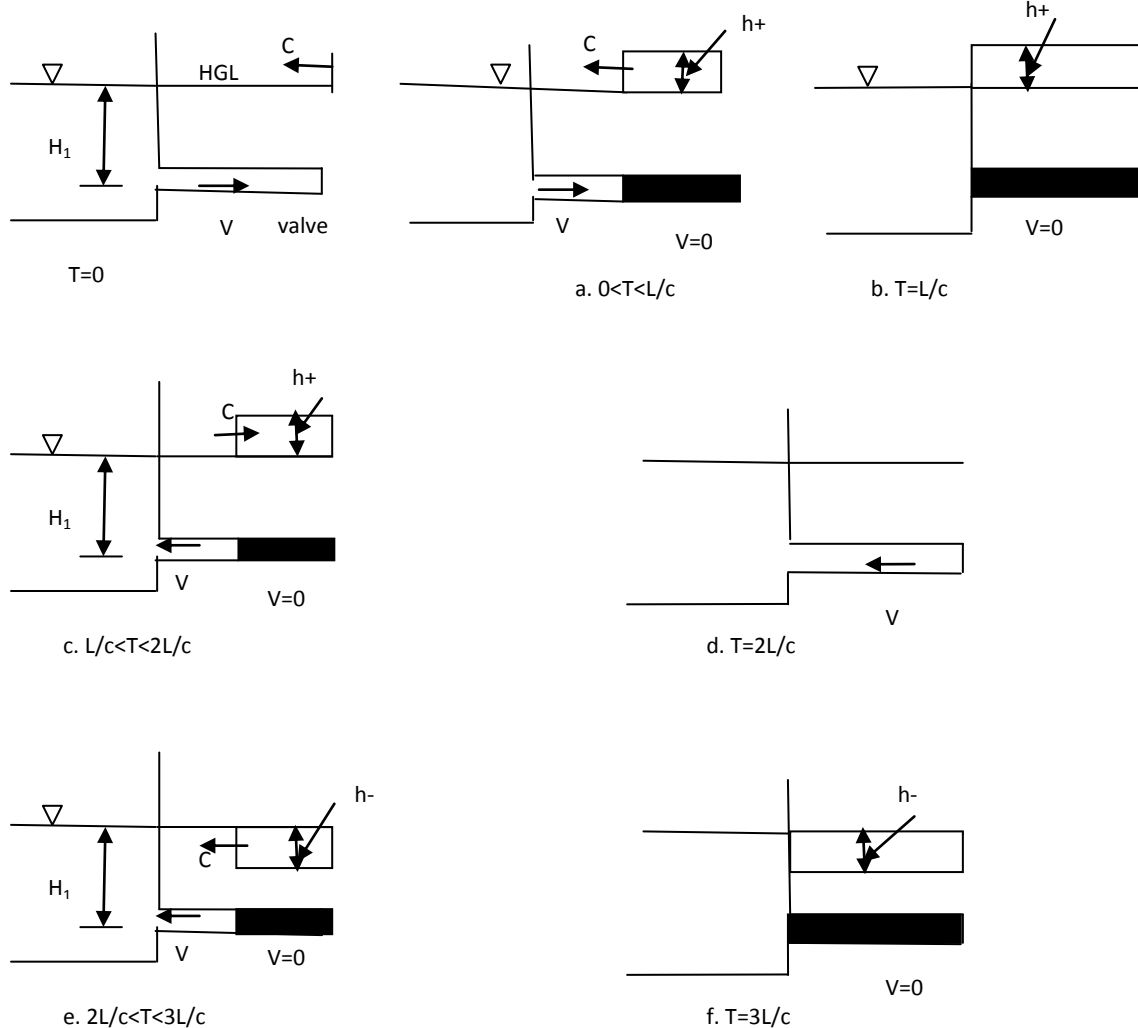 C
HGL
H₁
V
valve
T=0
h+
C
V
V=0
a. 0<T<L/c
h+
V=0
b. T=L/c
h+
C
H₁
V
V=0
c. L/c<T<2L/c
V
d. T=2L/c
h-
C
H₁
V
V=0
e. 2L/c<T<3L/c
h-
V=0
f. T=3L/c